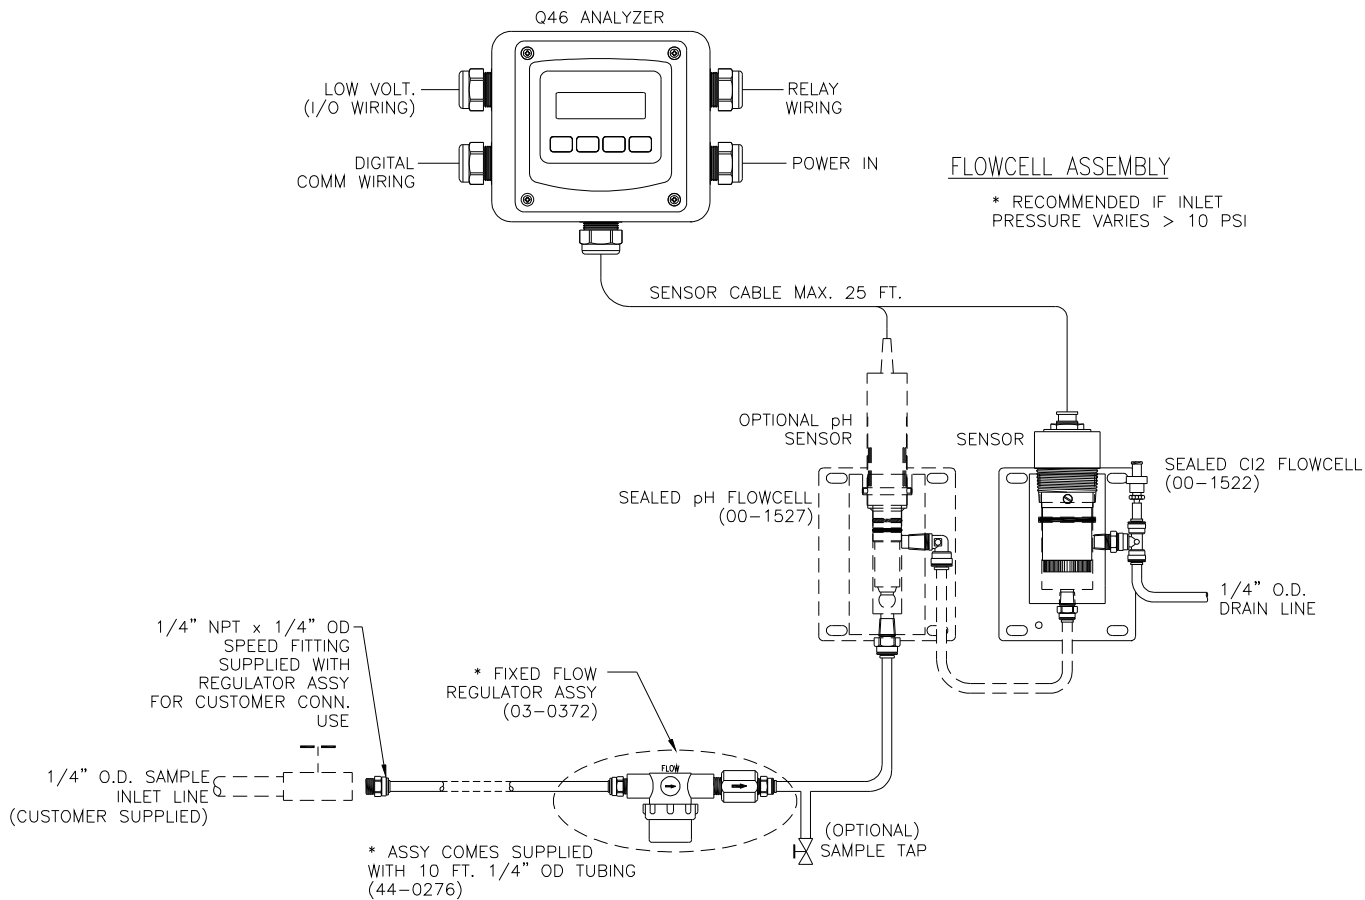 Q46 ANALYZER
LOW VOLT.
(I/O WIRING)
RELAY
WIRING
DIGITAL
COMM WIRING
POWER IN
FLOWCELL ASSEMBLY
* RECOMMENDED IF INLET
PRESSURE VARIES > 10 PSI
SENSOR CABLE MAX. 25 FT.
OPTIONAL pH
SENSOR
SENSOR
SEALED Cl2 FLOWCELL
(00-1522)
SEALED pH FLOWCELL
(00-1527)
1/4" O.D.
DRAIN LINE
1/4" NPT x 1/4" OD
SPEED FITTING
SUPPLIED WITH
REGULATOR ASSY
FOR CUSTOMER CONN.
USE
* FIXED FLOW
REGULATOR ASSY
(03-0372)
FLOW
1/4" O.D. SAMPLE
INLET LINE
(CUSTOMER SUPPLIED)
(OPTIONAL)
SAMPLE TAP
* ASSY COMES SUPPLIED
WITH 10 FT. 1/4" OD TUBING
(44-0276)